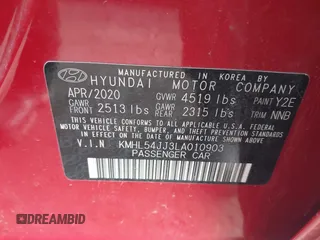 MANUFACTURED IN KOREA BY
HYUNDAI MOTOR COMPANY
APR/2020 GVWR 4519 lbs PAINT Y2E
GAWR FRONT 2513 lbs GAWR REAR 2315 lbs TRIM NNB
THIS VEHICLE CONFORMS TO ALL APPLICABLE
FEDERAL MOTOR VEHICLE SAFETY, BUMPER
AND THEFT PREVENTION STANDARDS
IN EFFECT ON THE DATE OF
MANUFACTURE SHOWN ABOVE.
V.I.N. KMHL54JJ3LA010903
PASSENGER CAR
DREAMBID